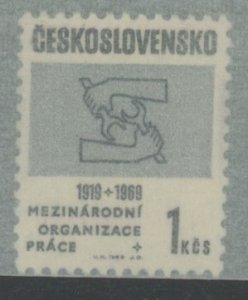 ČESKOSLOVENSKO
1919+1969
MEZINÁRODNÍ
ORGANIZACE
PRÁCE +
1 KČS